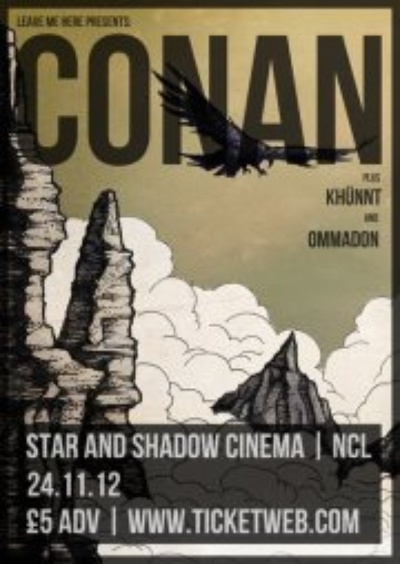 LEAVE ME HERE PRESENTS
CONAN
PLUS
KHÜNNT
AND
OMMADON
STAR AND SHADOW CINEMA | NCL
24.11.12
£5 ADV | WWW.TICKETWEB.COM